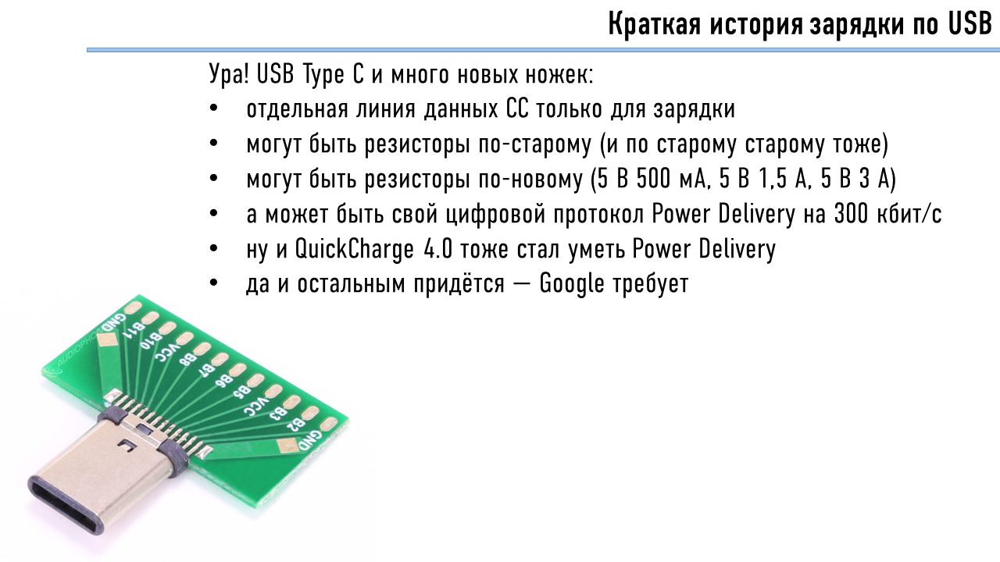 Краткая история зарядки по USB
Ура! USB Type C и много новых ножек:
• отдельная линия данных CC только для зарядки
• могут быть резисторы по-старому (и по старому старому тоже)
• могут быть резисторы по-новому (5 В 500 мА, 5 В 1,5 А, 5 В 3 А)
• а может быть свой цифровой протокол Power Delivery на 300 кбит/с
• ну и QuickCharge 4.0 тоже стал уметь Power Delivery
• да и остальным придётся — Google требует
GND
B11
B10
VCC
B8
B7
B6
B5
VCC
B3
B2
GND